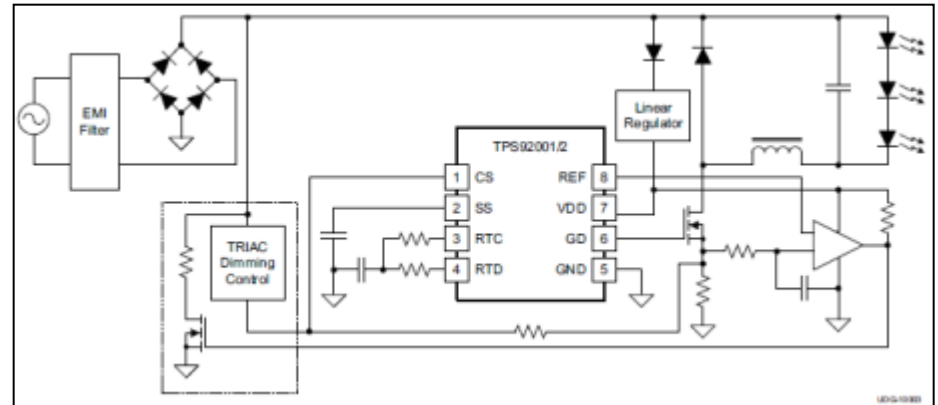 EMI
Filter
Linear
Regulator
TPS92001/2
1 CS REF 8
2 SS VDD 7
3 RTC GD 6
4 RTD GND 5
TRIAC
Dimming
Control